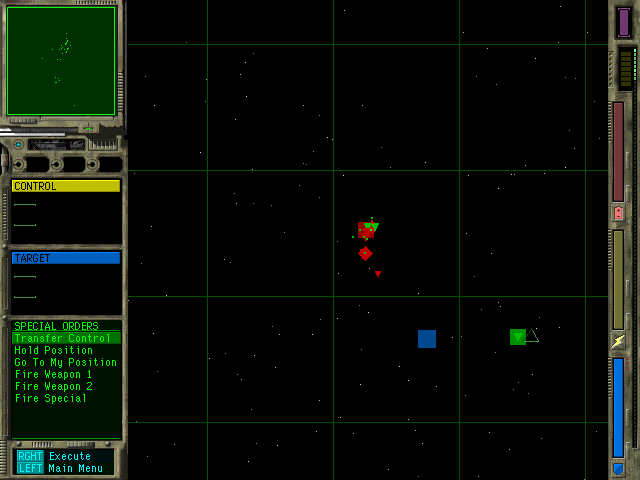 CONTROL
TARGET
SPECIAL ORDERS
Transfer Control
Hold Position
Go To My Position
Fire Weapon 1
Fire Weapon 2
Fire Special
RGHT Execute
LEFT Main Menu